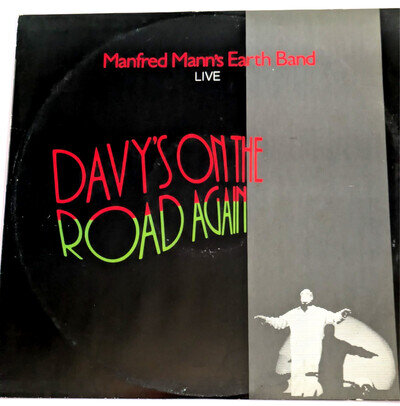 Manfred Mann's Earth Band
LIVE
DAVY'S ON THE
ROAD AGAIN